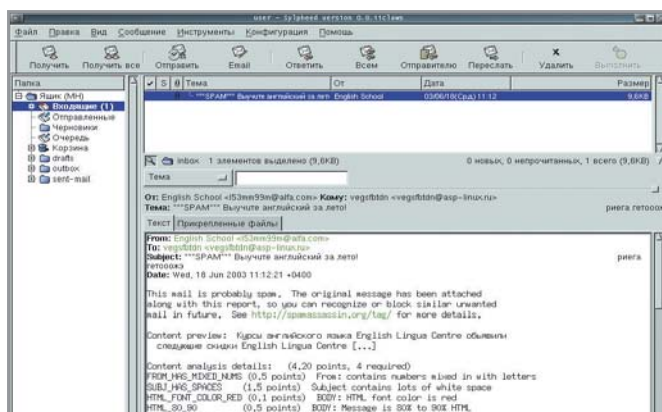 user - Sylpheed version 0.9.11claws
Файл Правка Вид Сообщение Инструменты Конфигурация Помощь
Получить Получить все Отправить Email Ответить Всем Отправителю Переслать Удалить Выполнить
Папка
Ящик (MH)
Входящие (1)
Отправленные
Черновики
Очередь
Корзина
drafts
outbox
sent-mail
S Тема От Дата Размер
***SPAM*** Выучите английский за лето English School 03/06/18(Срд) 11:12 9,6KB
inbox 1 элементов выделено (9,6KB) 0 новых, 0 непрочитанных, 1 всего (9,6KB)
Тема
От: English School <l53mm99m@alfa.com> Кому: vegsfbtdn <vegsfbtdn@asp-linux.ru>
Тема: ***SPAM*** Выучите английский за лето! риега гетооо
Текст Прикрепленные файлы
From: English School <l53mm99m@alfa.com>
To: vegsfbtdn <vegsfbtdn@asp-linux.ru>
Subject: ***SPAM*** Выучите английский за лето! риега
гетооожэ
Date: Wed, 18 Jun 2003 11:12:21 +0400
This mail is probably spam. The original message has been attached
along with this report, so you can recognize or block similar unwanted
mail in future. See http://spamassassin.org/tag/ for more details.
Content preview: Курсы английского языка English Lingua Centre объявили
следующие скидки English Lingua Centre [...]
Content analysis details: (4,20 points, 4 required)
FROM_HAS_MIXED_NUMS (0,5 points) From: contains numbers mixed in with letters
SUBJ_HAS_SPACES (1,5 points) Subject contains lots of white space
HTML_FONT_COLOR_RED (0,1 points) BODY: HTML font color is red
HTML_80_90 (0,5 points) BODY: Message is 80% to 90% HTML